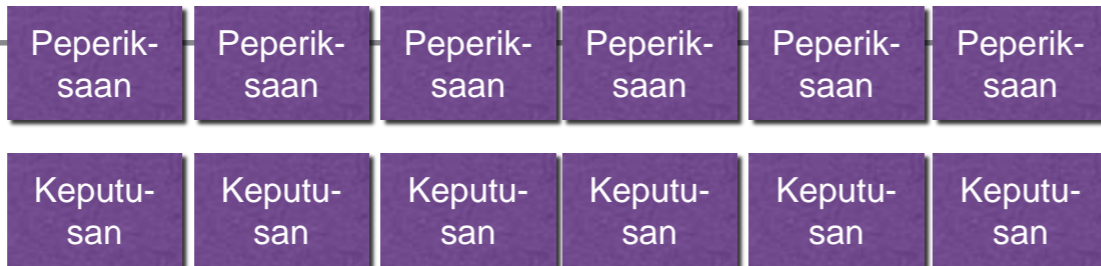 Peperik-
saan
Peperik-
saan
Peperik-
saan
Peperik-
saan
Peperik-
saan
Peperik-
saan
Keputu-
san
Keputu-
san
Keputu-
san
Keputu-
san
Keputu-
san
Keputu-
san